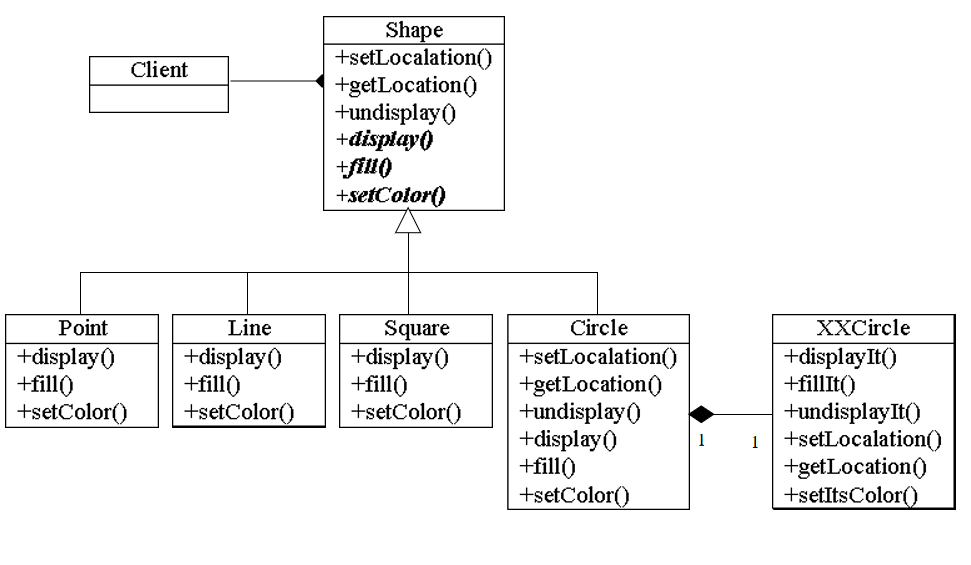 Shape
+setLocalation()
+getLocation()
+undisplay()
+display()
+fill()
+setColor()
Client
Point
+display()
+fill()
+setColor()
Line
+display()
+fill()
+setColor()
Square
+display()
+fill()
+setColor()
Circle
+setLocalation()
+getLocation()
+undisplay()
+display()
+fill()
+setColor()
1
1
XXCircle
+displayIt()
+fillIt()
+undisplayIt()
+setLocalation()
+getLocation()
+setItsColor()